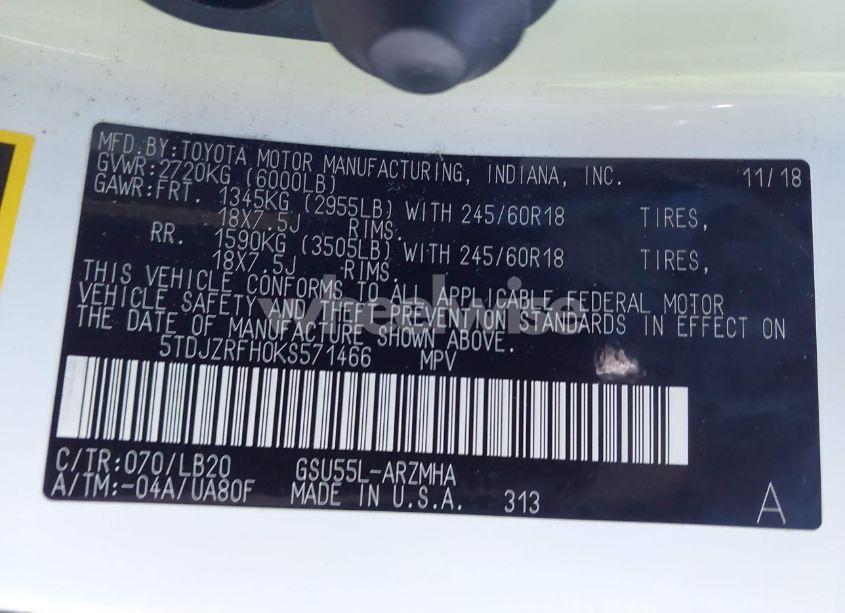 MFD.BY:TOYOTA MOTOR MANUFACTURING, INDIANA, INC. 11/18
GVWR:2720KG (6000LB)
GAWR:FRT. 1345KG (2955LB) WITH 245/60R18 TIRES,
18X7.5J RIMS.
RR. 1590KG (3505LB) WITH 245/60R18 TIRES,
18X7.5J RIMS.
THIS VEHICLE CONFORMS TO ALL APPLICABLE FEDERAL MOTOR
VEHICLE SAFETY AND THEFT PREVENTION STANDARDS IN EFFECT ON
THE DATE OF MANUFACTURE SHOWN ABOVE.
5TDJZRFH0KS571466 MPV
C/TR:070/LB20 GSU55L-ARZMHA
A/TM:-04A/UA80F MADE IN U.S.A. 313 A
wheelwise